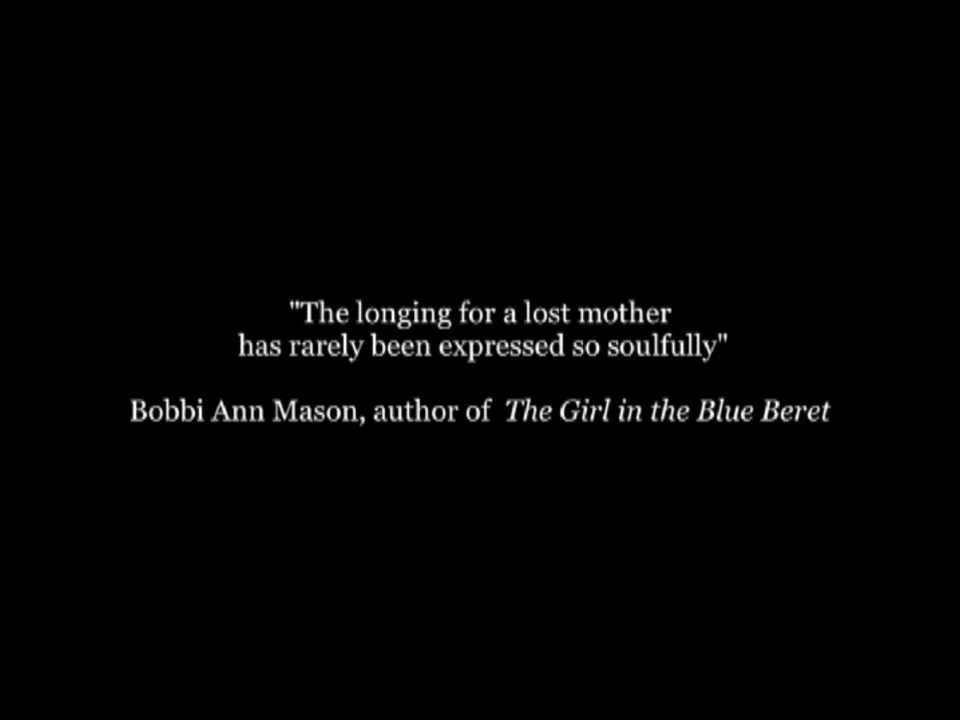 "The longing for a lost mother
has rarely been expressed so soulfully"
Bobbi Ann Mason, author of The Girl in the Blue Beret